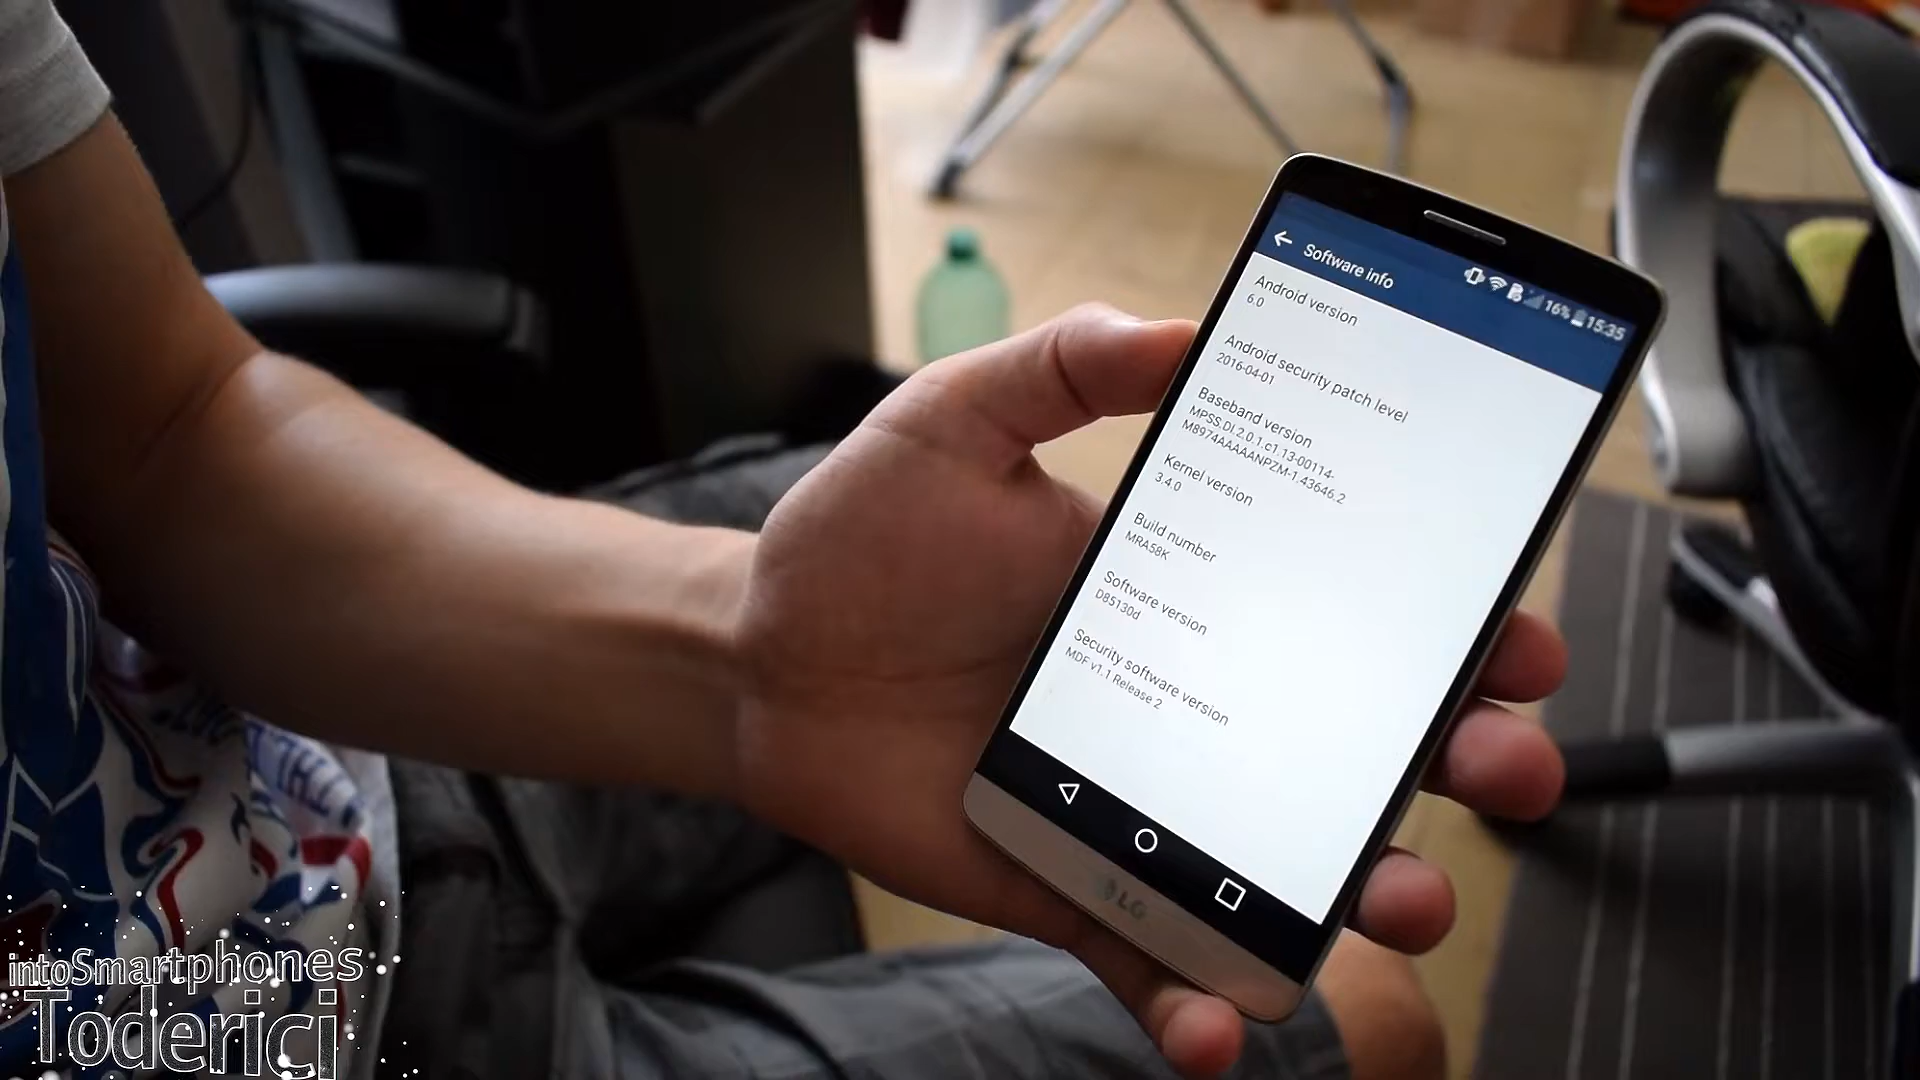 Software info
16% 15:35
Android version
6.0
Android security patch level
2016-04-01
Baseband version
MPSS.DI.2.0.1.c1.13-00114-
M8974AAAAANPZM-1.43646.2
Kernel version
3.4.0
Build number
MRA58K
Software version
D85130d
Security software version
MDF v1.1 Release 2
LG
intoSmartphones
Toderici